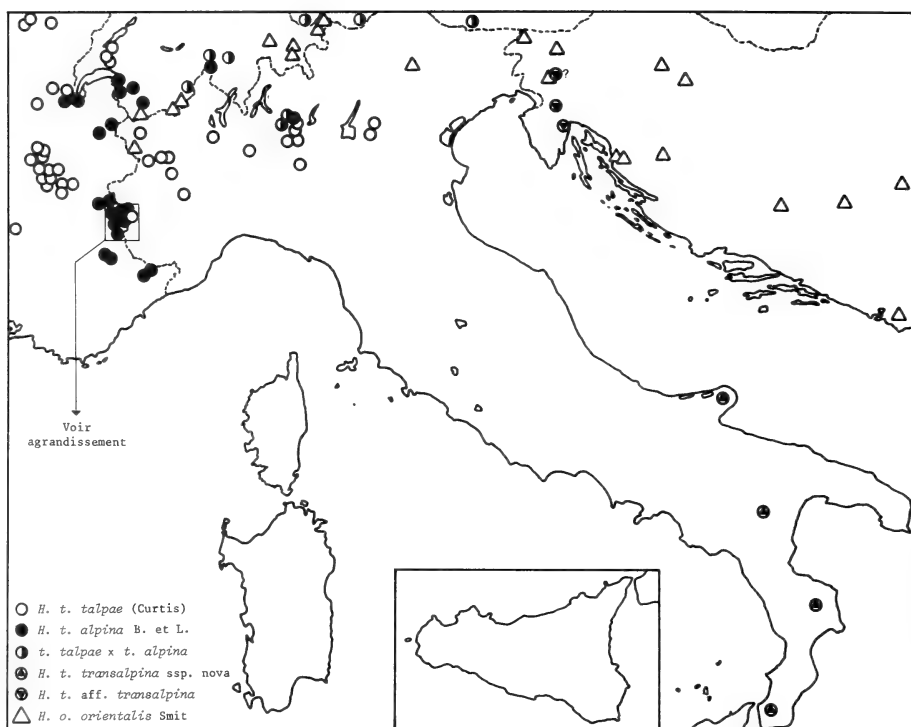 ?
Voir
agrandissement
H. t. talpae (Curtis)
H. t. alpina B. et L.
t. talpae x t. alpina
H. t. transalpina ssp. nova
H. t. aff. transalpina
H. o. orientalis Smit